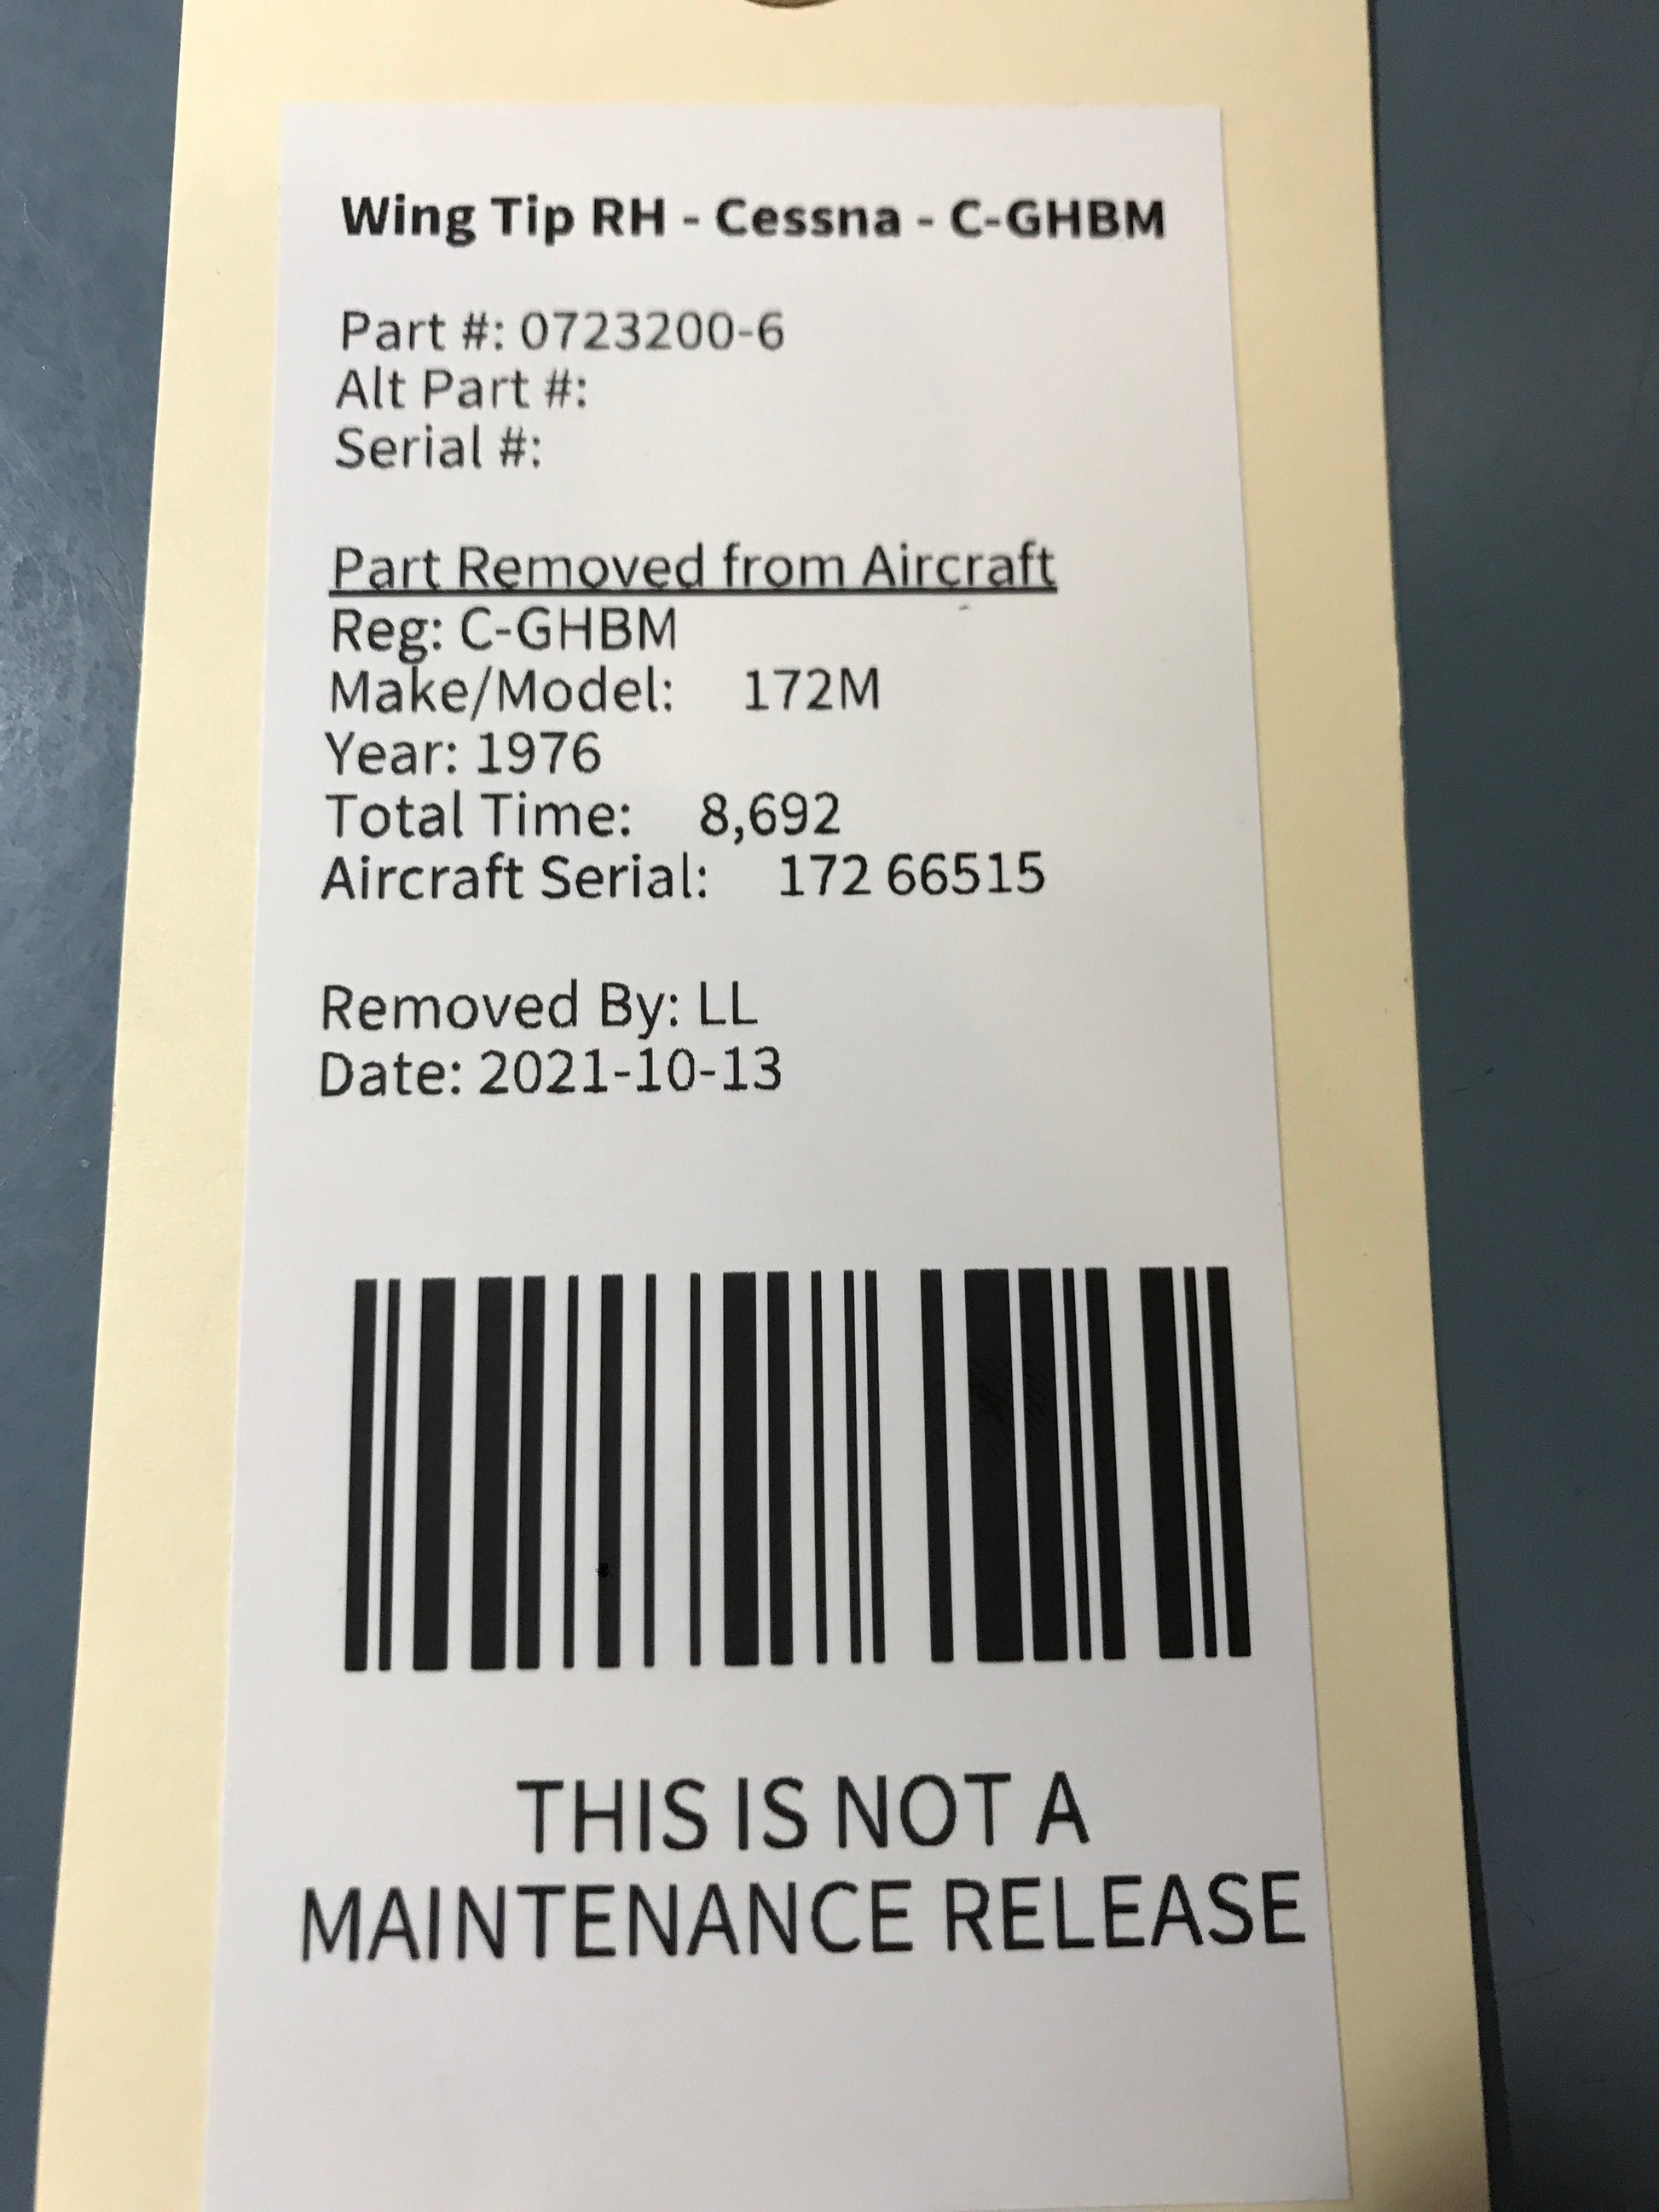 Wing Tip RH - Cessna - C-GHBM
Part #: 0723200-6
Alt Part #:
Serial #:
Part Removed from Aircraft
Reg: C-GHBM
Make/Model: 172M
Year: 1976
Total Time: 8,692
Aircraft Serial: 172 66515
Removed By: LL
Date: 2021-10-13
THIS IS NOT A
MAINTENANCE RELEASE